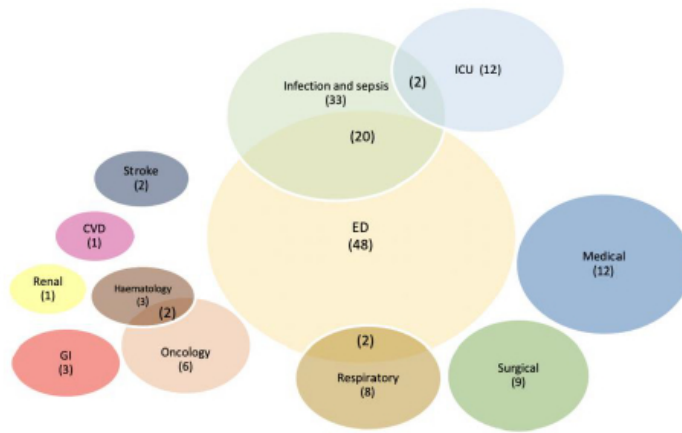 Infection and sepsis
(33)
(2)
ICU (12)
(20)
Stroke
(2)
CVD
(1)
ED
(48)
Medical
(12)
Renal
(1)
Haematology
(3)
(2)
GI
(3)
Oncology
(6)
(2)
Respiratory
(8)
Surgical
(9)